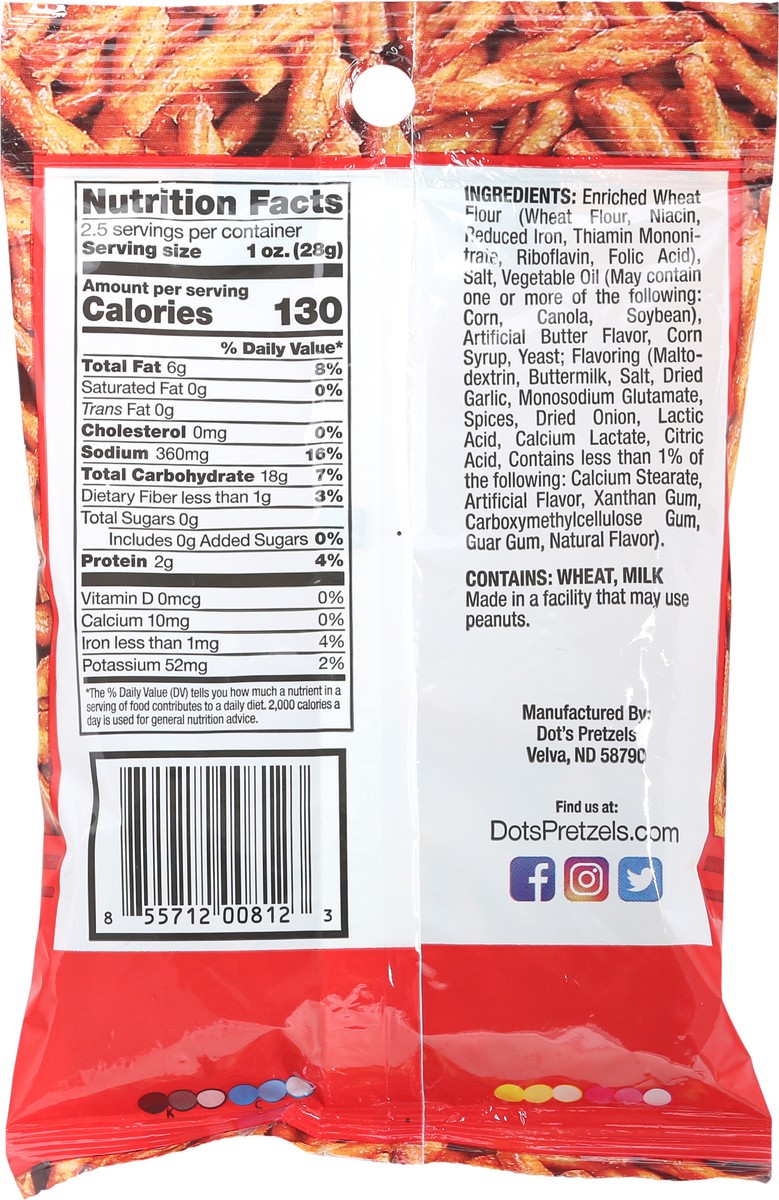 Nutrition Facts
2.5 servings per container
Serving size 1 oz. (28g)
Amount per serving
Calories 130
% Daily Value*
Total Fat 6g 8%
Saturated Fat 0g 0%
Trans Fat 0g
Cholesterol 0mg 0%
Sodium 360mg 16%
Total Carbohydrate 18g 7%
Dietary Fiber less than 1g 3%
Total Sugars 0g
Includes 0g Added Sugars 0%
Protein 2g 4%
Vitamin D 0mcg 0%
Calcium 10mg 0%
Iron less than 1mg 4%
Potassium 52mg 2%
*The % Daily Value (DV) tells you how much a nutrient in a
serving of food contributes to a daily diet. 2,000 calories a
day is used for general nutrition advice.
8 55712 00812 3
K C
INGREDIENTS: Enriched Wheat
Flour (Wheat Flour, Niacin,
Reduced Iron, Thiamin Mononi-
trate, Riboflavin, Folic Acid),
Salt, Vegetable Oil (May contain
one or more of the following:
Corn, Canola, Soybean),
Artificial Butter Flavor, Corn
Syrup, Yeast; Flavoring (Malto-
dextrin, Buttermilk, Salt, Dried
Garlic, Monosodium Glutamate,
Spices, Dried Onion, Lactic
Acid, Calcium Lactate, Citric
Acid, Contains less than 1% of
the following: Calcium Stearate,
Artificial Flavor, Xanthan Gum,
Carboxymethylcellulose Gum,
Guar Gum, Natural Flavor).
CONTAINS: WHEAT, MILK
Made in a facility that may use
peanuts.
Manufactured By:
Dot's Pretzels
Velva, ND 58790
Find us at:
DotsPretzels.com